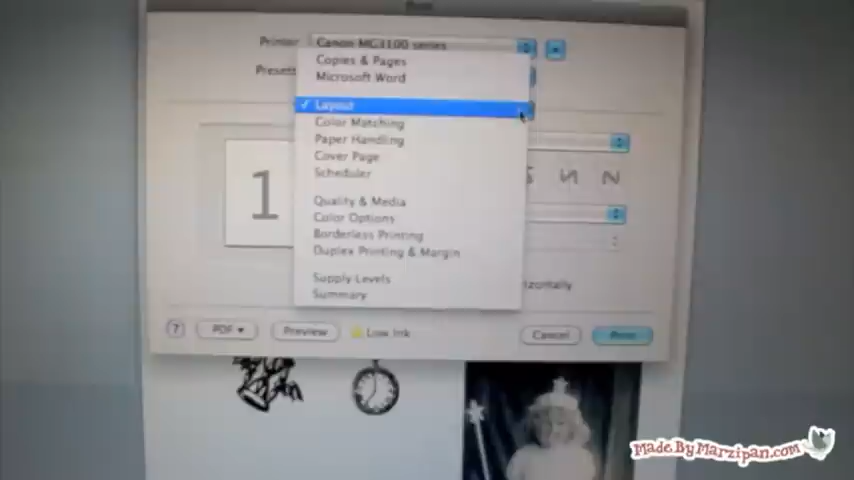 Print
Printer: Canon MG3100 series
Presets
Copies & Pages
Microsoft Word
✓ Layout
Color Matching
Paper Handling
Cover Page
Scheduler
Quality & Media
Color Options
Borderless Printing
Duplex Printing & Margin
Supply Levels
Summary
1
? PDF ▾ Preview Low Ink Cancel Print
MadeByMarzipan.com